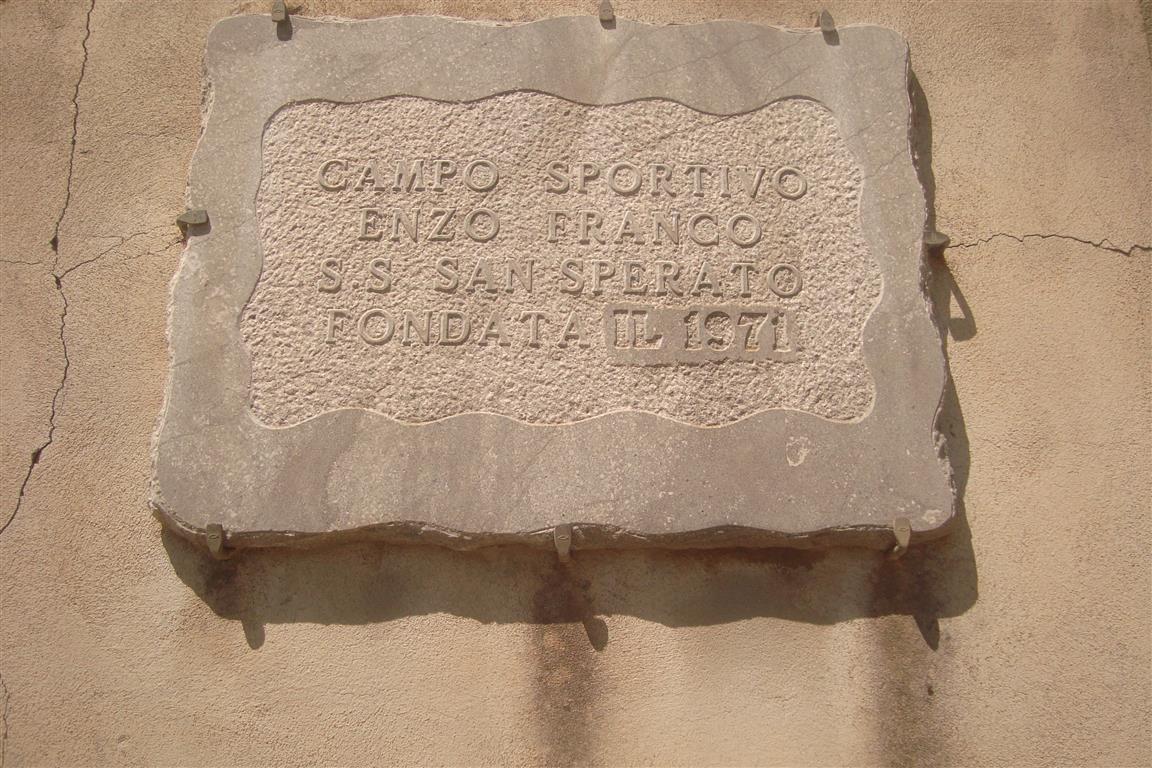 CAMPO SPORTIVO
ENZO FRANCO
S.S SAN SPERATO
FONDATA IL 1971